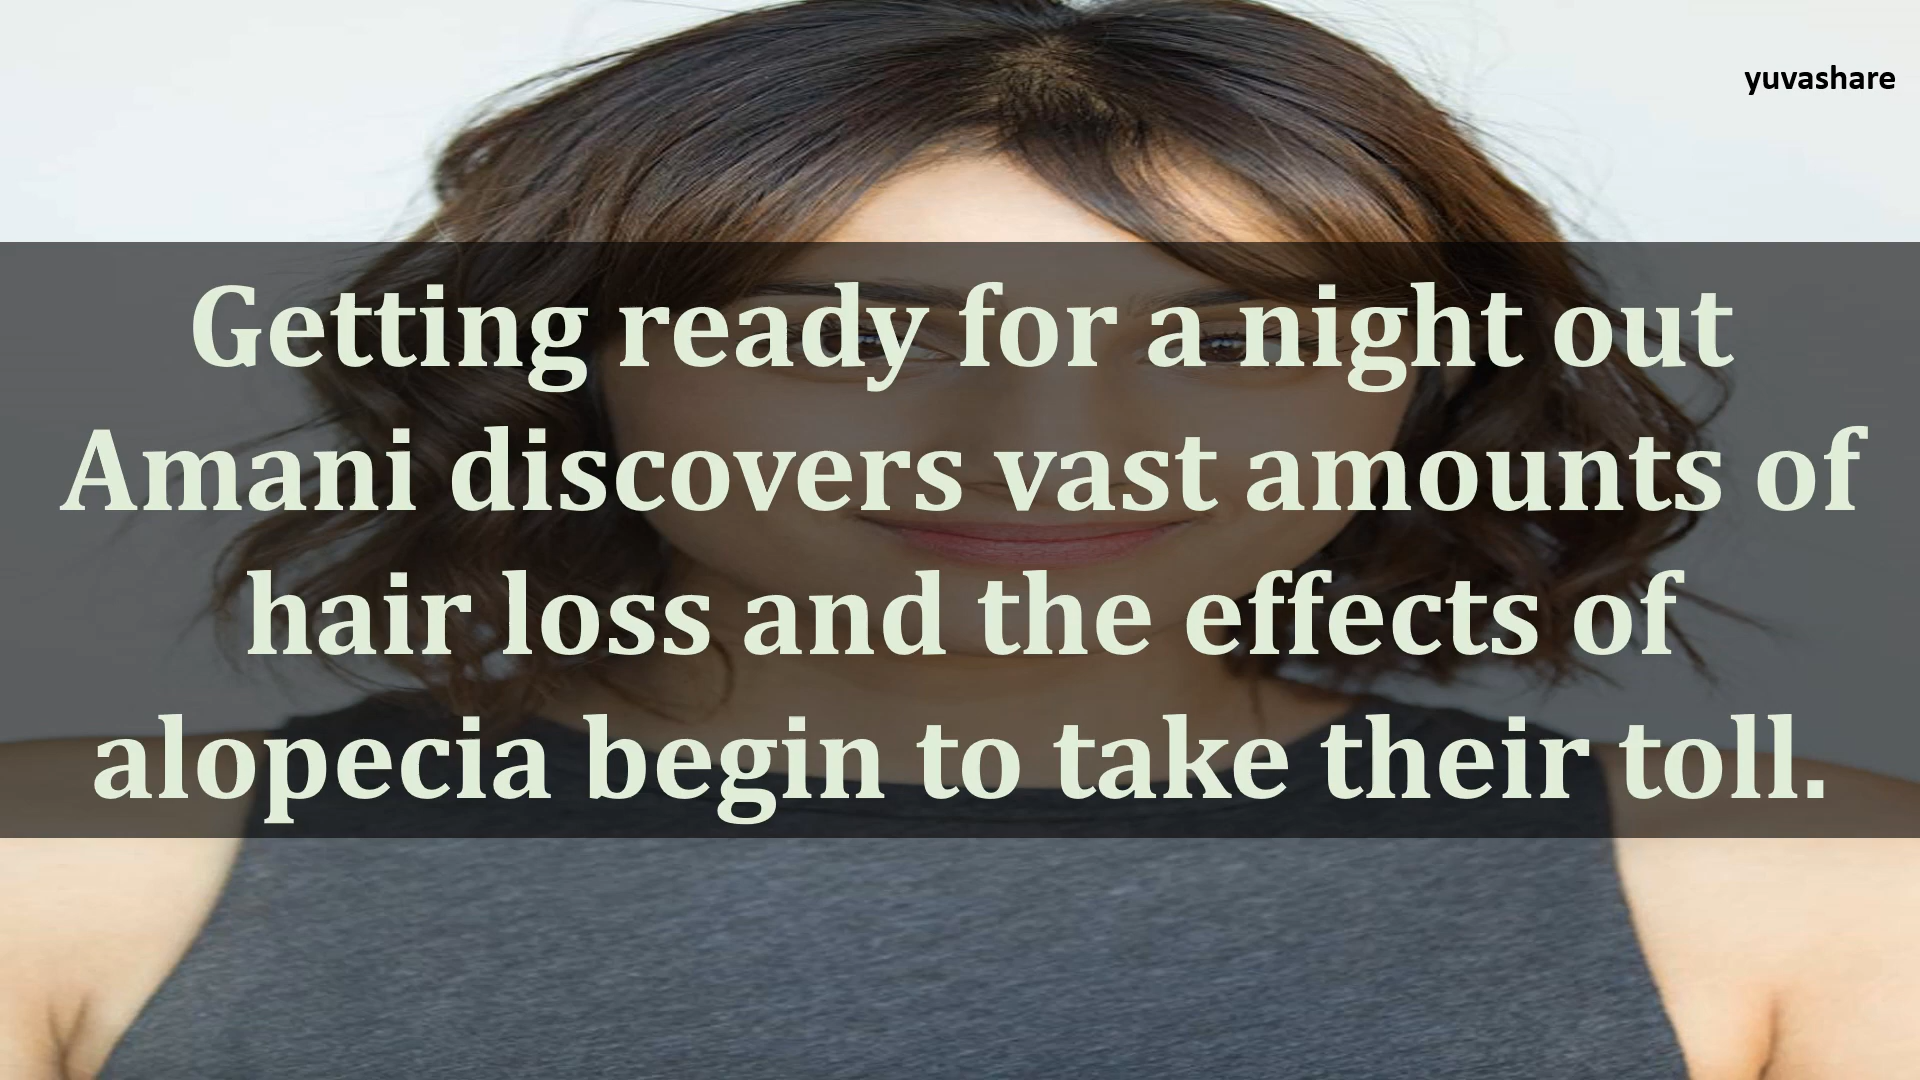 yuvashare
Getting ready for a night out
Amani discovers vast amounts of
hair loss and the effects of
alopecia begin to take their toll.